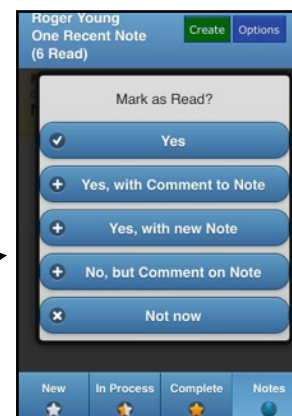 Roger Young
One Recent Note
(6 Read)
Create
Options
Mark as Read?
Yes
Yes, with Comment to Note
Yes, with new Note
No, but Comment on Note
Not now
New
In Process
Complete
Notes